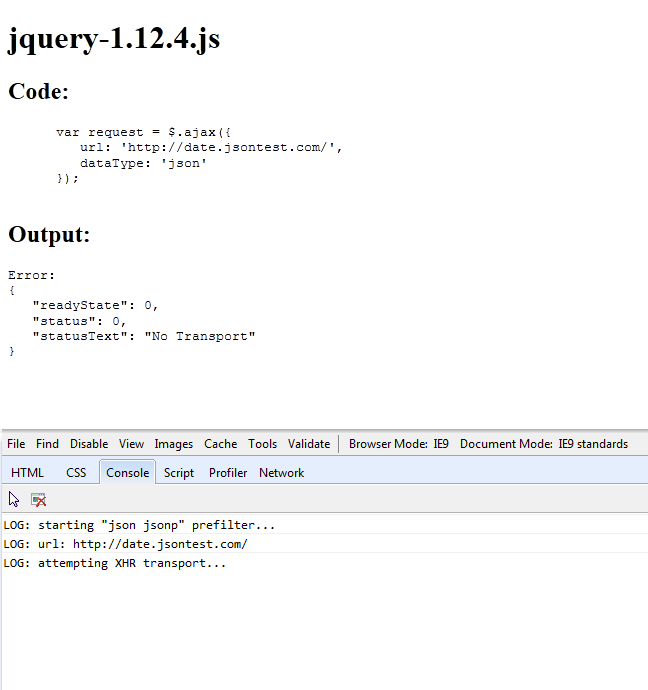 jquery-1.12.4.js
Code:
var request = $.ajax({
url: 'http://date.jsontest.com/',
dataType: 'json'
});
Output:
Error:
{
"readyState": 0,
"status": 0,
"statusText": "No Transport"
}
File Find Disable View Images Cache Tools Validate Browser Mode: IE9 Document Mode: IE9 standards
HTML CSS Console Script Profiler Network
LOG: starting "json jsonp" prefilter...
LOG: url: http://date.jsontest.com/
LOG: attempting XHR transport...